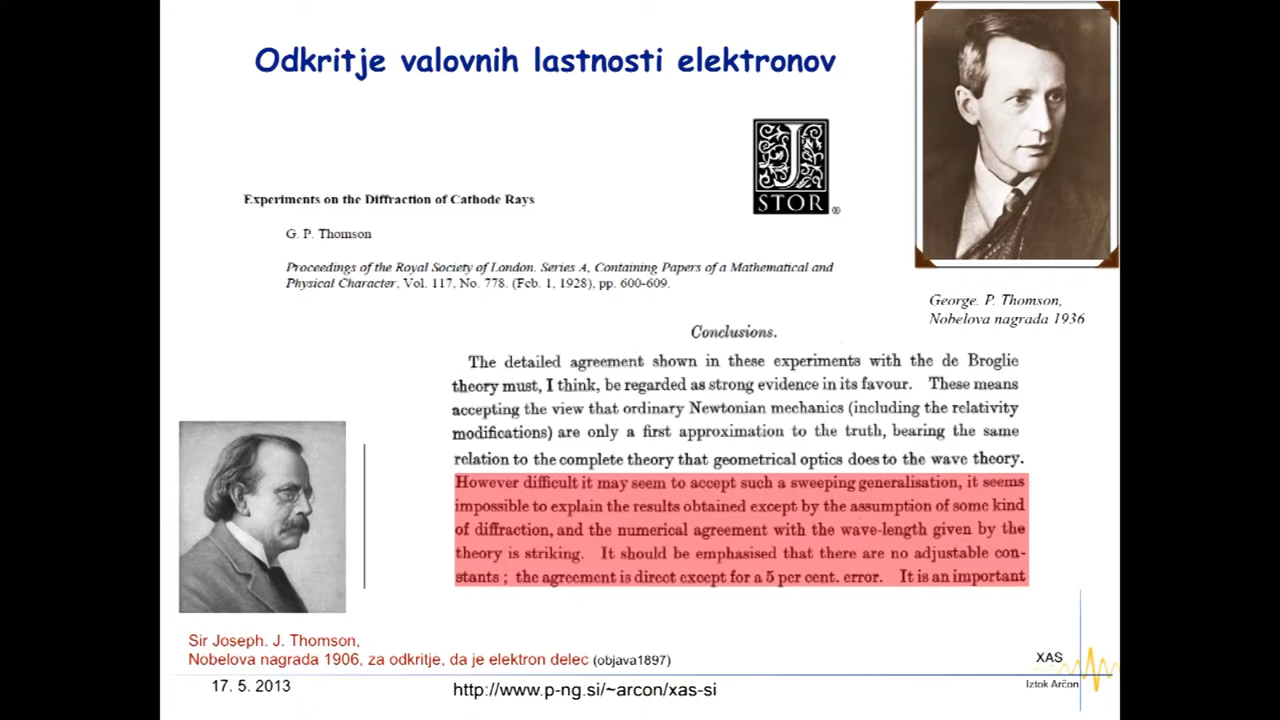 Odkritje valovnih lastnosti elektronov
J
STOR®
Experiments on the Diffraction of Cathode Rays
G. P. Thomson
Proceedings of the Royal Society of London. Series A, Containing Papers of a Mathematical and
Physical Character, Vol. 117, No. 778. (Feb. 1, 1928), pp. 600-609.
George. P. Thomson,
Nobelova nagrada 1936
Conclusions.
The detailed agreement shown in these experiments with the de Broglie
theory must, I think, be regarded as strong evidence in its favour. These means
accepting the view that ordinary Newtonian mechanics (including the relativity
modifications) are only a first approximation to the truth, bearing the same
relation to the complete theory that geometrical optics does to the wave theory.
However difficult it may seem to accept such a sweeping generalisation, it seems
impossible to explain the results obtained except by the assumption of some kind
of diffraction, and the numerical agreement with the wave-length given by the
theory is striking. It should be emphasised that there are no adjustable con-
stants; the agreement is direct except for a 5 per cent. error. It is an important
Sir Joseph. J. Thomson,
Nobelova nagrada 1906, za odkritje, da je elektron delec (objava1897)
17. 5. 2013
http://www.p-ng.si/~arcon/xas-si
XAS
Iztok Arčon